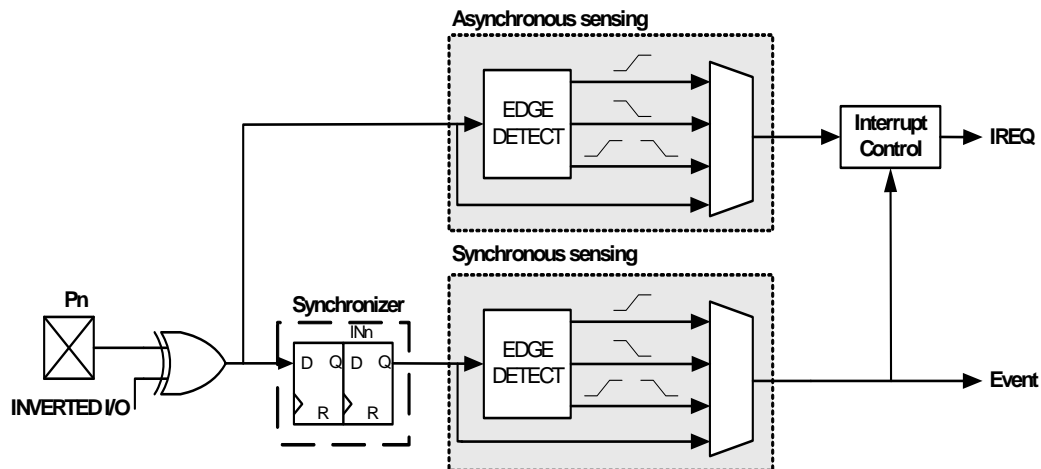 Asynchronous sensing
EDGE
DETECT
Interrupt
Control
IREQ
Synchronous sensing
Pn
Synchronizer
INn
D Q D Q
R R
EDGE
DETECT
INVERTED I/O
Event